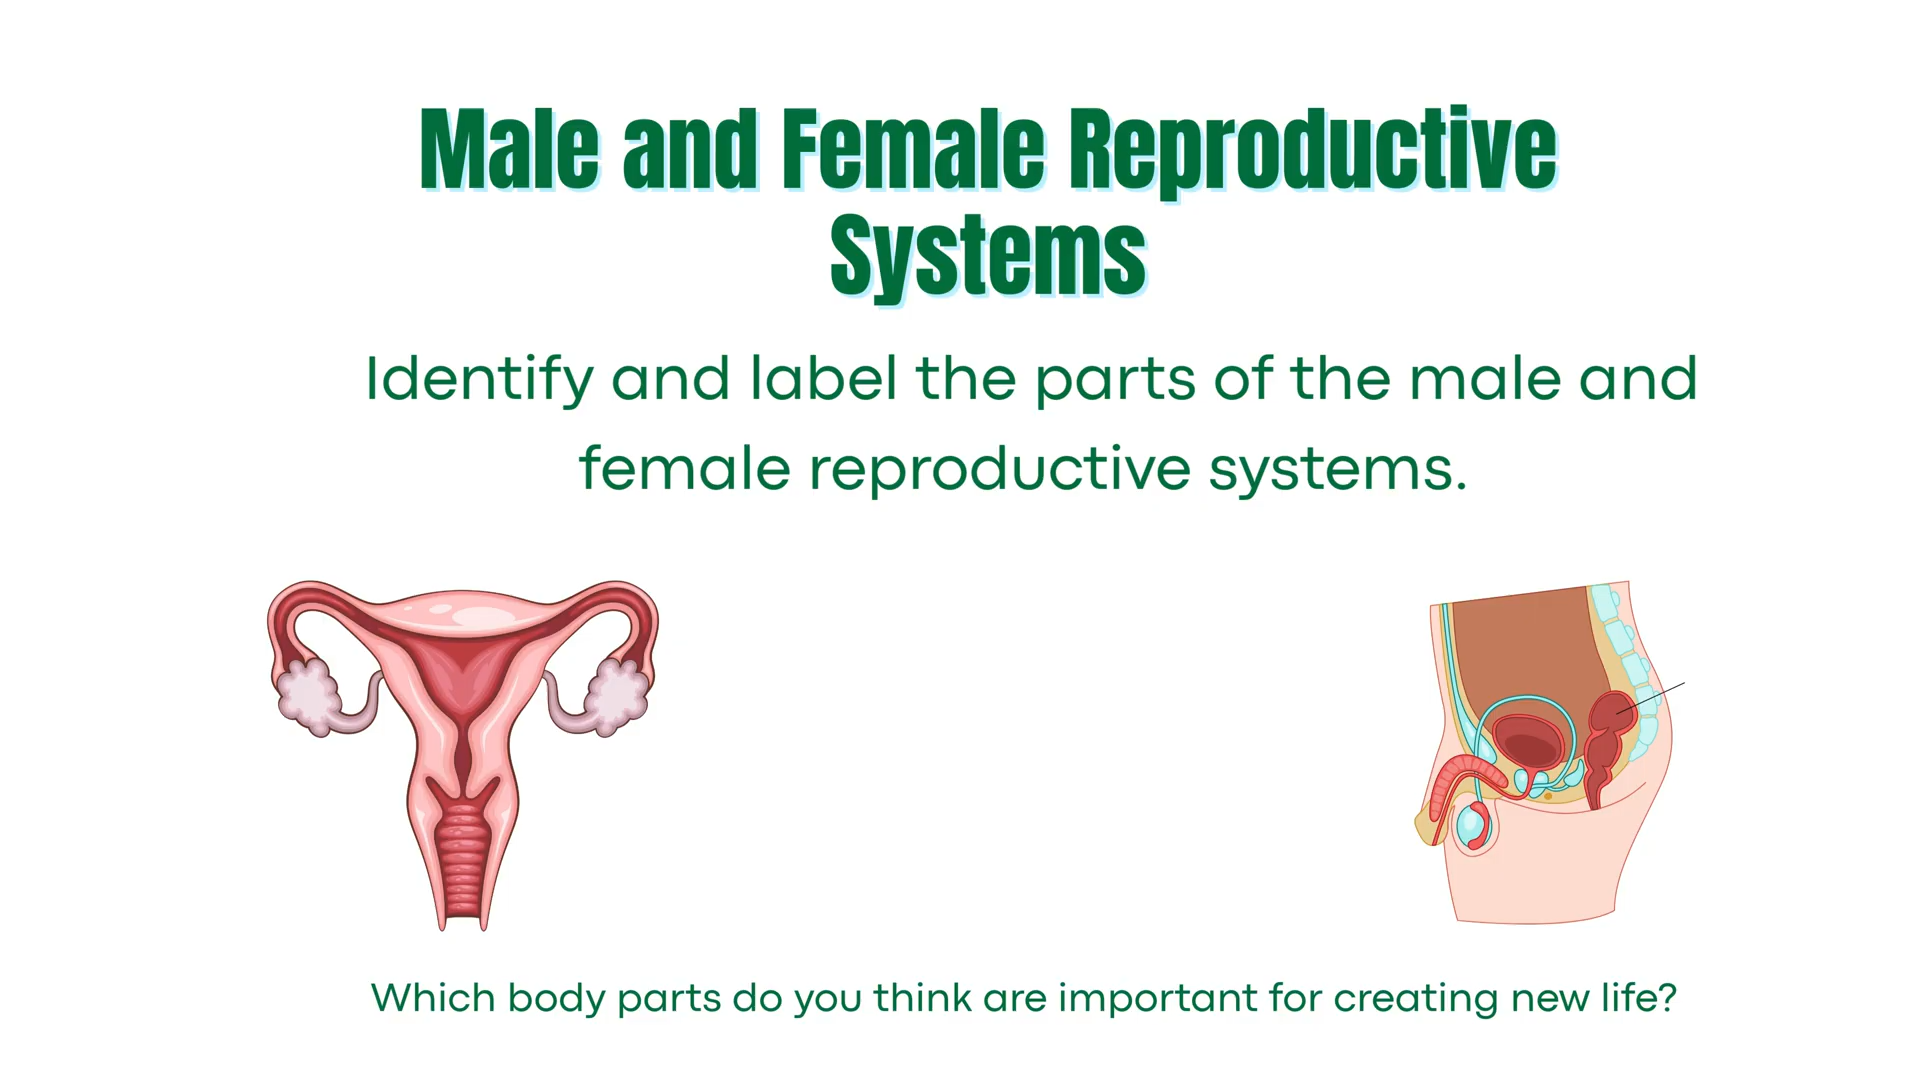 Male and Female Reproductive
Systems
Identify and label the parts of the male and
female reproductive systems.
Which body parts do you think are important for creating new life?